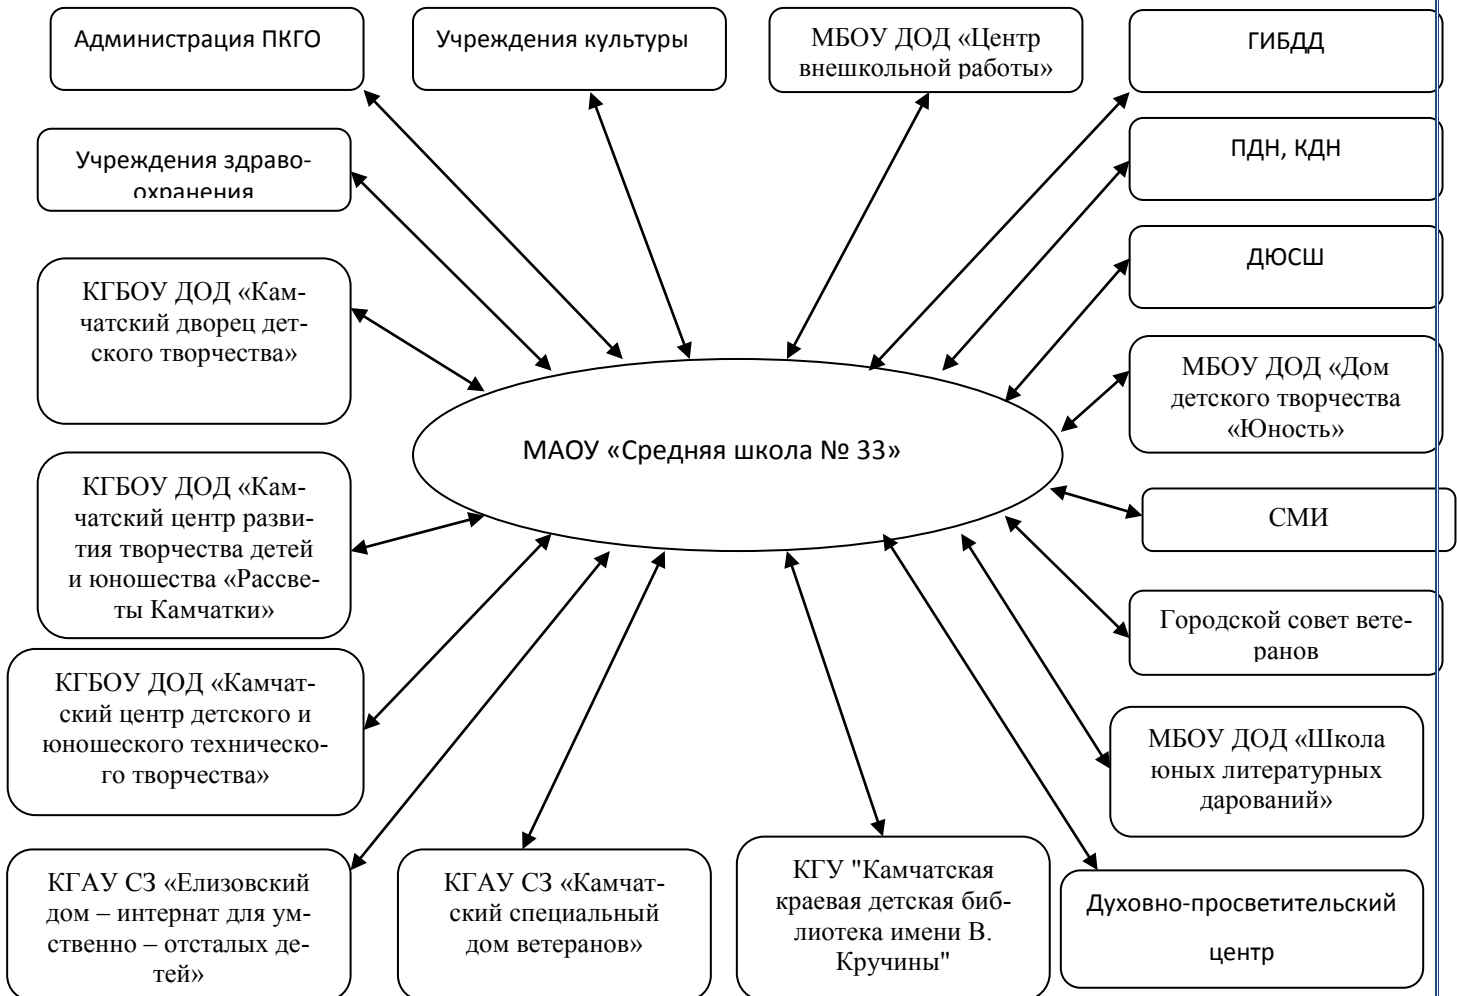 Администрация ПКГО
Учреждения культуры
МБОУ ДОД «Центр
внешкольной работы»
ГИБДД
Учреждения здраво-
охранения
ПДН, КДН
ДЮСШ
КГБОУ ДОД «Кам-
чатский дворец дет-
ского творчества»
МБОУ ДОД «Дом
детского творчества
«Юность»
МАОУ «Средняя школа № 33»
КГБОУ ДОД «Кам-
чатский центр разви-
тия творчества детей
и юношества «Рассве-
ты Камчатки»
СМИ
Городской совет вете-
ранов
КГБОУ ДОД «Камчат-
ский центр детского и
юношеского техническо-
го творчества»
МБОУ ДОД «Школа
юных литературных
дарований»
КГАУ СЗ «Елизовский
дом – интернат для ум-
ственно – отсталых де-
тей»
КГАУ СЗ «Камчат-
ский специальный
дом ветеранов»
КГУ "Камчатская
краевая детская биб-
лиотека имени В.
Кручины"
Духовно-просветительский
центр